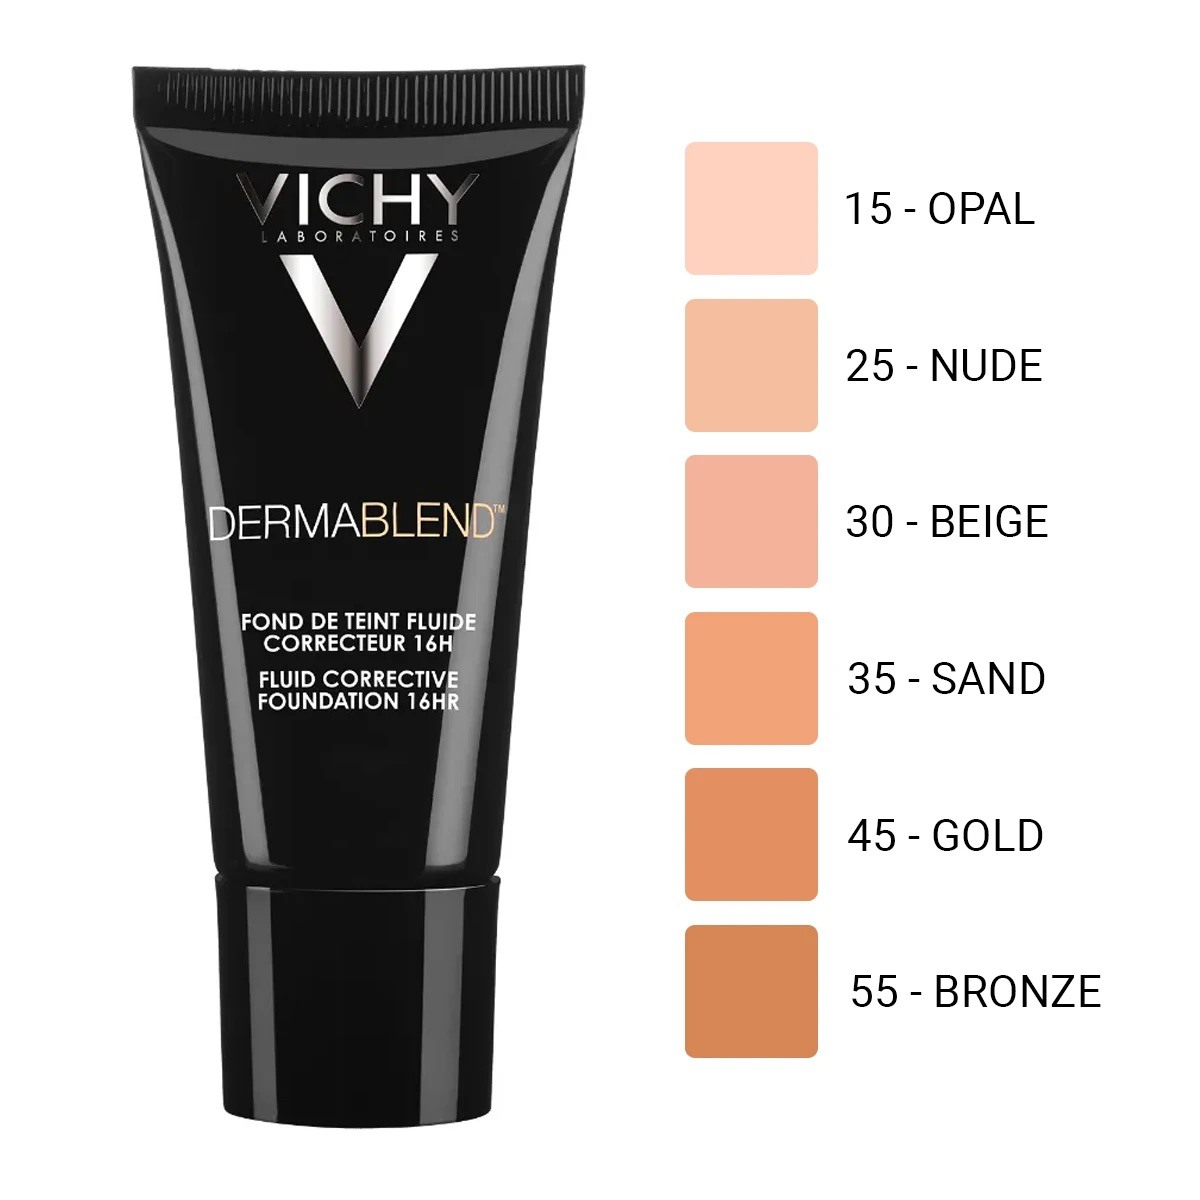 VICHY
LABORATOIRES
V
DERMABLEND™
FOND DE TEINT FLUIDE
CORRECTEUR 16H
FLUID CORRECTIVE
FOUNDATION 16HR
15 - OPAL
25 - NUDE
30 - BEIGE
35 - SAND
45 - GOLD
55 - BRONZE